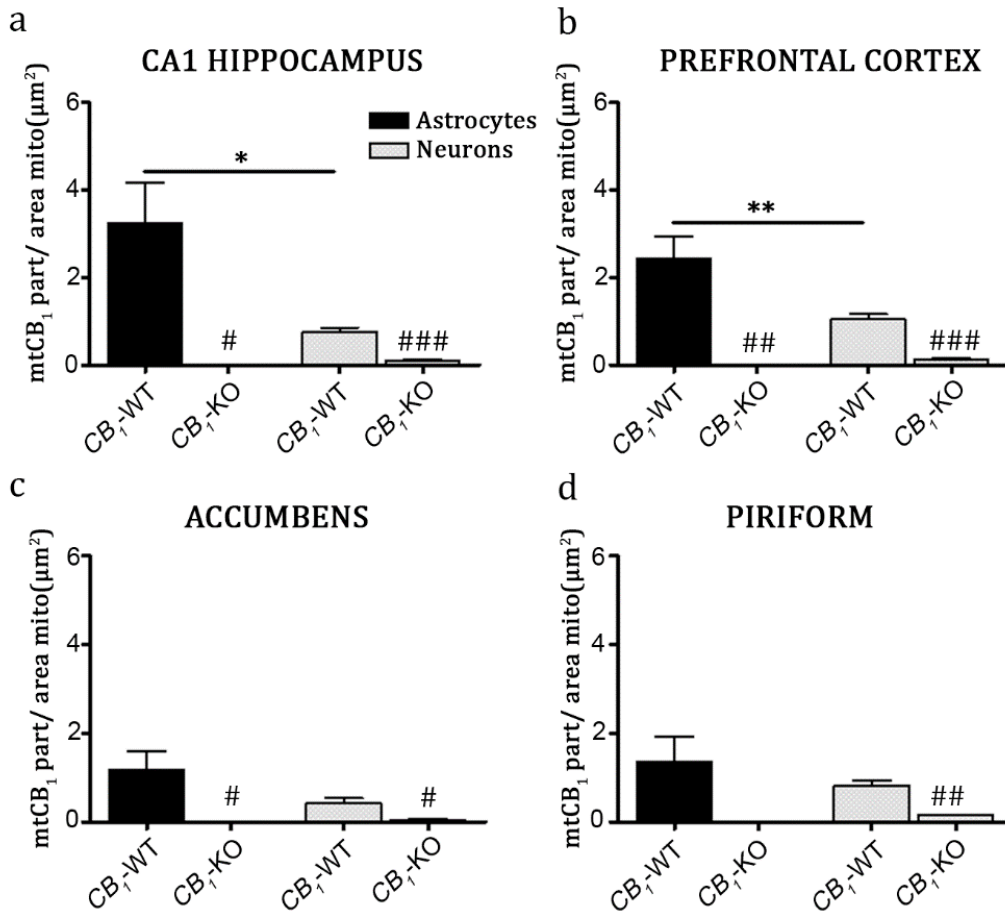 a
CA1 HIPPOCAMPUS
mtCB₁ part/ area mito(µm²)
6
4
2
0
Astrocytes
Neurons
*
#
###
CB₁-WT
CB₁-KO
CB₁-WT
CB₁-KO
b
PREFRONTAL CORTEX
mtCB₁ part/ area mito(µm²)
6
4
2
0
**
##
###
CB₁-WT
CB₁-KO
CB₁-WT
CB₁-KO
c
ACCUMBENS
mtCB₁ part/ area mito(µm²)
6
4
2
0
#
#
CB₁-WT
CB₁-KO
CB₁-WT
CB₁-KO
d
PIRIFORM
mtCB₁ part/ area mito(µm²)
6
4
2
0
##
CB₁-WT
CB₁-KO
CB₁-WT
CB₁-KO